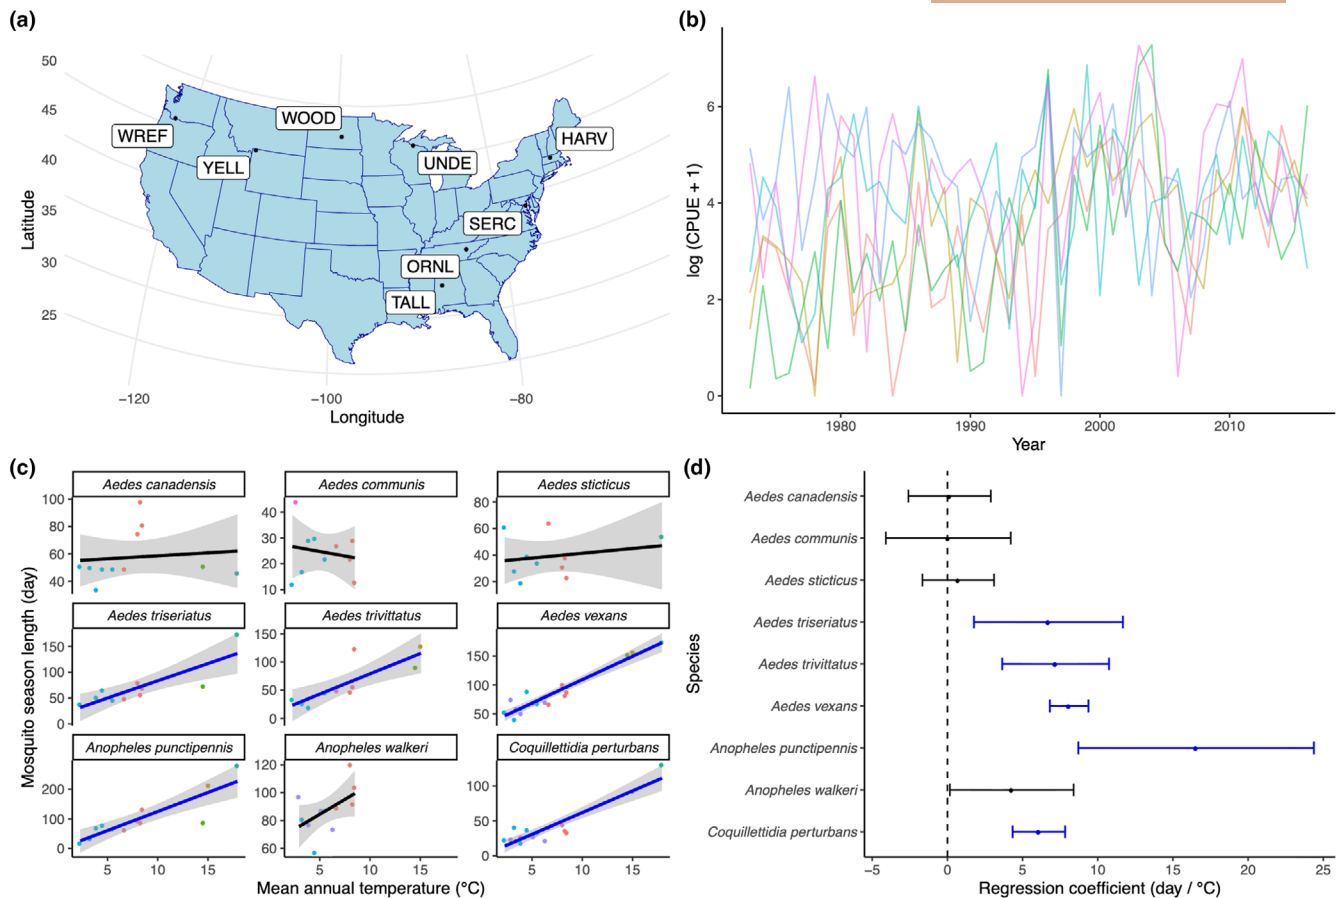 (a)
50
45
40
35
30
25
Latitude
WREF
YELL
WOOD
UNDE
HARV
SERC
ORNL
TALL
−120
−100
−80
Longitude
(b)
log (CPUE + 1)
6
4
2
0
1980
1990
2000
2010
Year
(c)
Mosquito season length (day)
Aedes canadensis
100
80
60
40
Aedes communis
40
30
20
10
Aedes sticticus
80
60
40
20
Aedes triseriatus
150
100
50
0
Aedes trivittatus
150
100
50
0
Aedes vexans
150
100
50
Anopheles punctipennis
200
100
0
Anopheles walkeri
120
100
80
60
Coquillettidia perturbans
100
50
0
5
10
15
5
10
15
5
10
15
Mean annual temperature (°C)
(d)
Species
Aedes canadensis
Aedes communis
Aedes sticticus
Aedes triseriatus
Aedes trivittatus
Aedes vexans
Anopheles punctipennis
Anopheles walkeri
Coquillettidia perturbans
−5
0
5
10
15
20
25
Regression coefficient (day / °C)